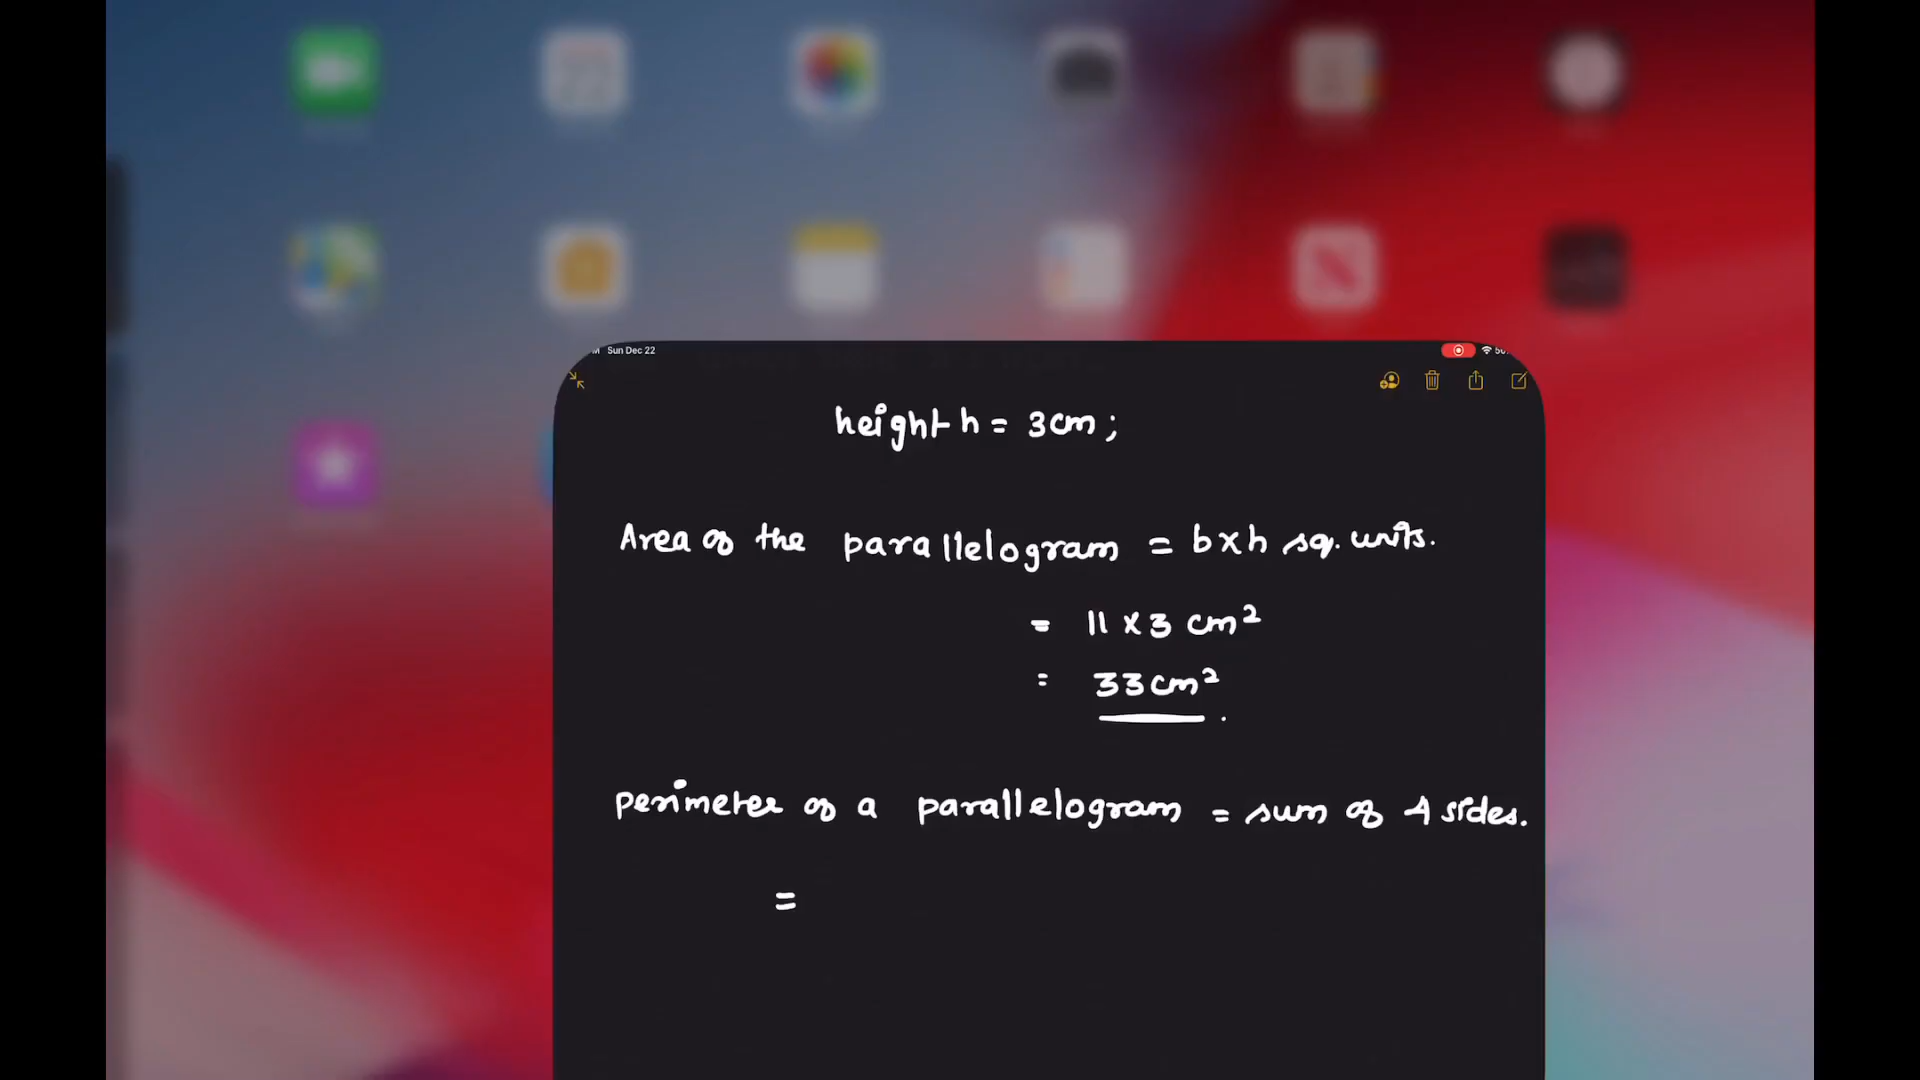 Sun Dec 22
height h = 3cm;
Area of the parallelogram = b×h sq. units.
= 11 × 3 cm²
= 33cm².
perimeter of a parallelogram = sum of 4 sides.
=